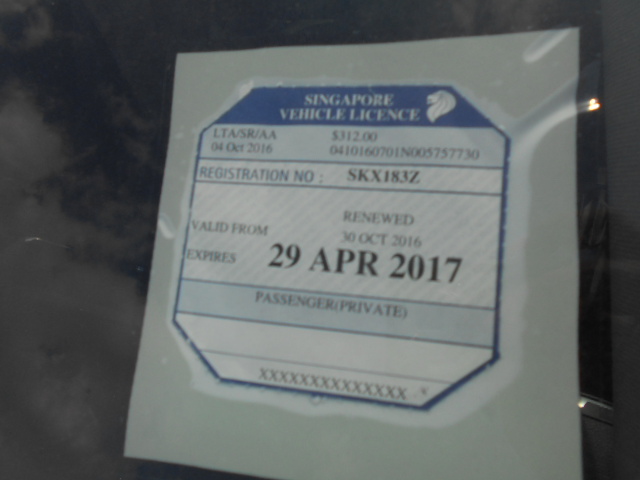 SINGAPORE
VEHICLE LICENCE
LTA/SR/AA $312.00
04 Oct 2016 0410160701N005757730
REGISTRATION NO : SKX183Z
RENEWED
VALID FROM 30 OCT 2016
EXPIRES 29 APR 2017
PASSENGER(PRIVATE)
XXXXXXXXXXXXXX